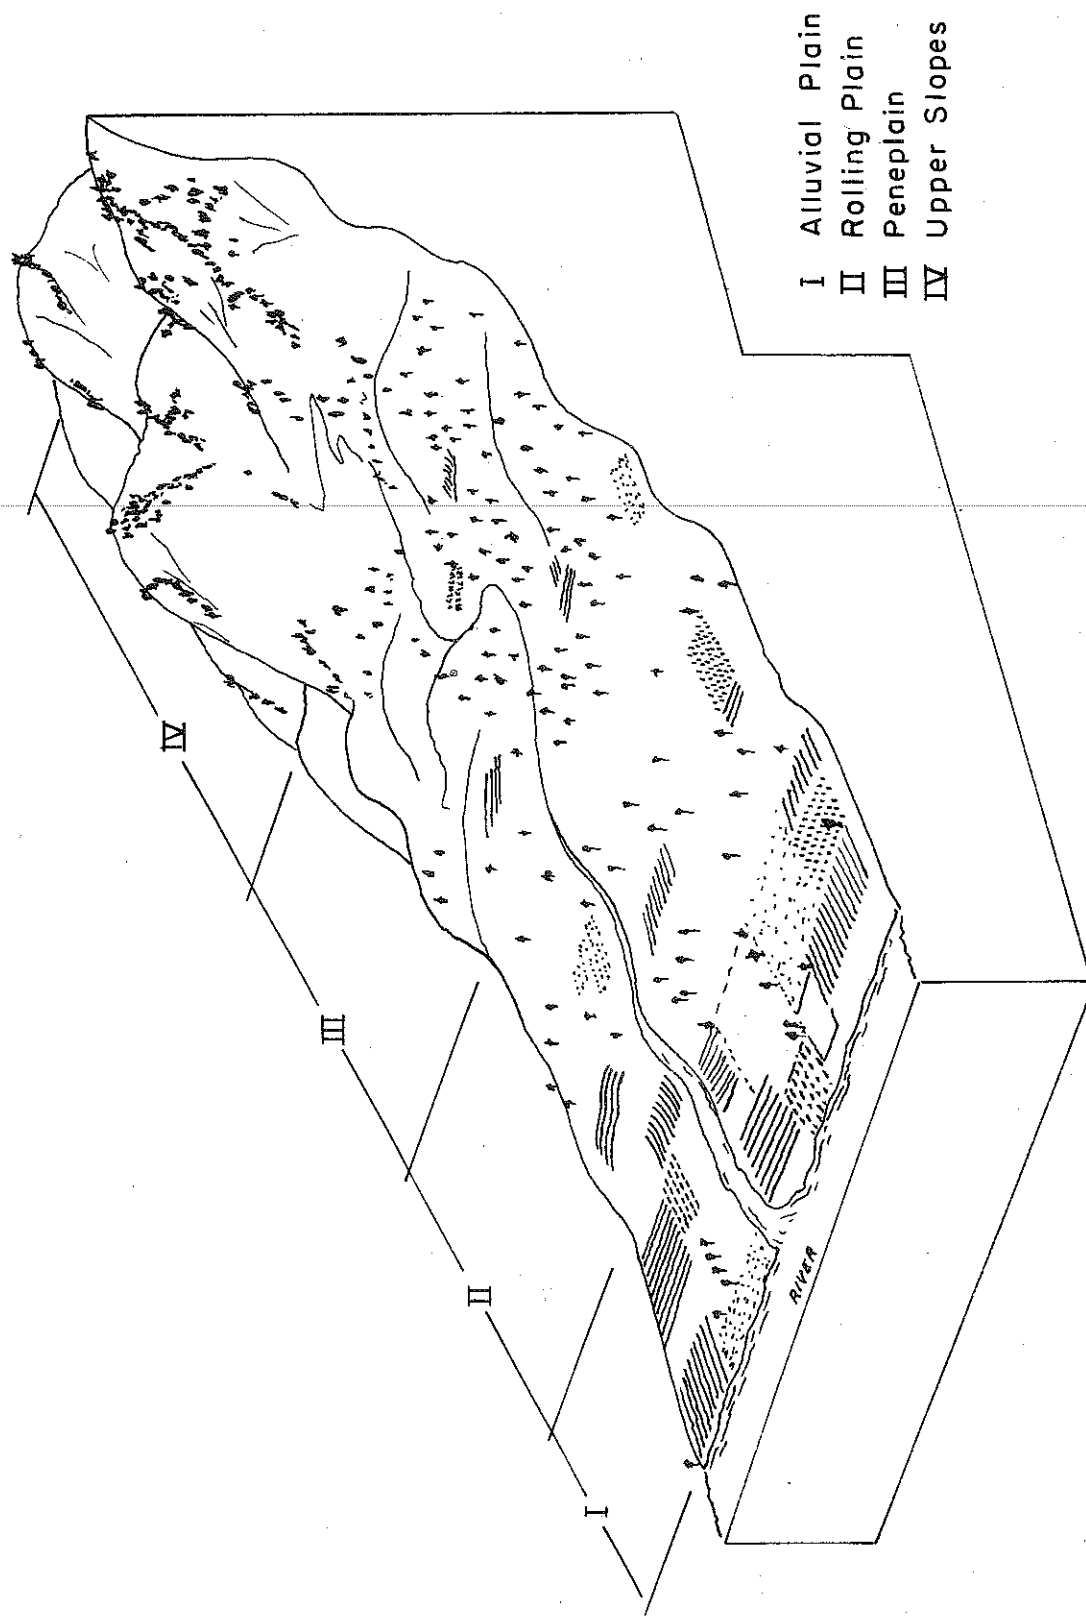 IV
III
II
I
RIVER
I Alluvial Plain
II Rolling Plain
III Peneplain
IV Upper Slopes